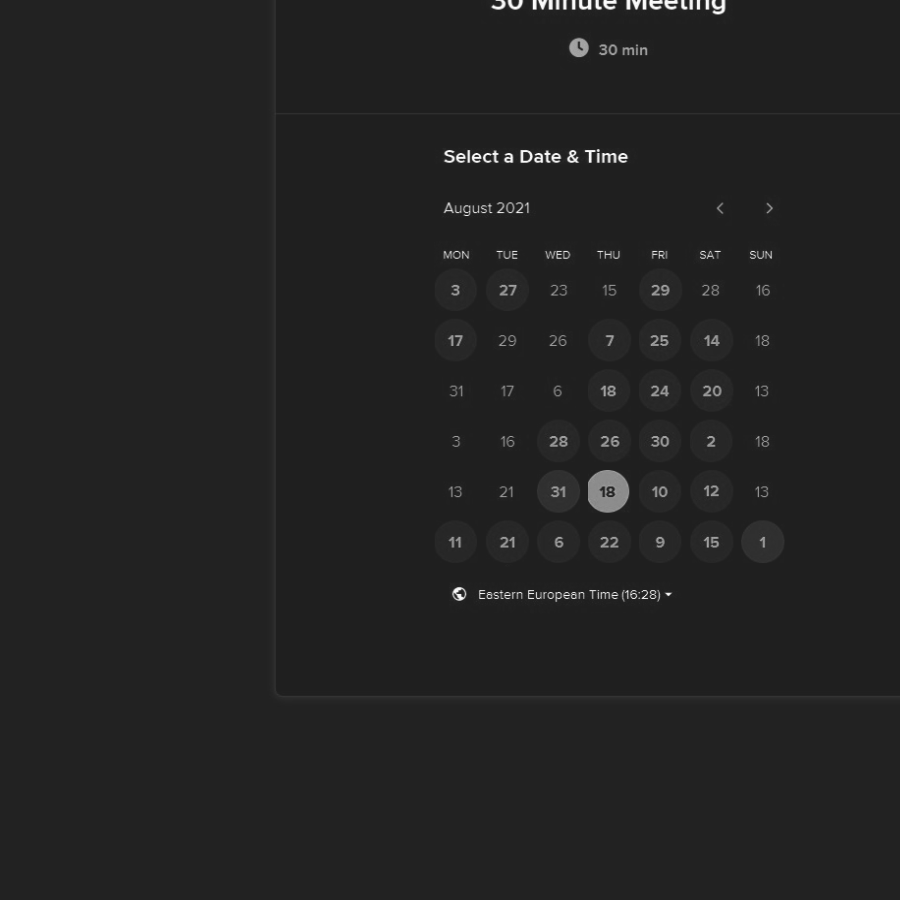 30 Minute Meeting
30 min
Select a Date & Time
August 2021
MON TUE WED THU FRI SAT SUN
3 27 23 15 29 28 16
17 29 26 7 25 14 18
31 17 6 18 24 20 13
3 16 28 26 30 2 18
13 21 31 18 10 12 13
11 21 6 22 9 15 1
Eastern European Time (16:28)